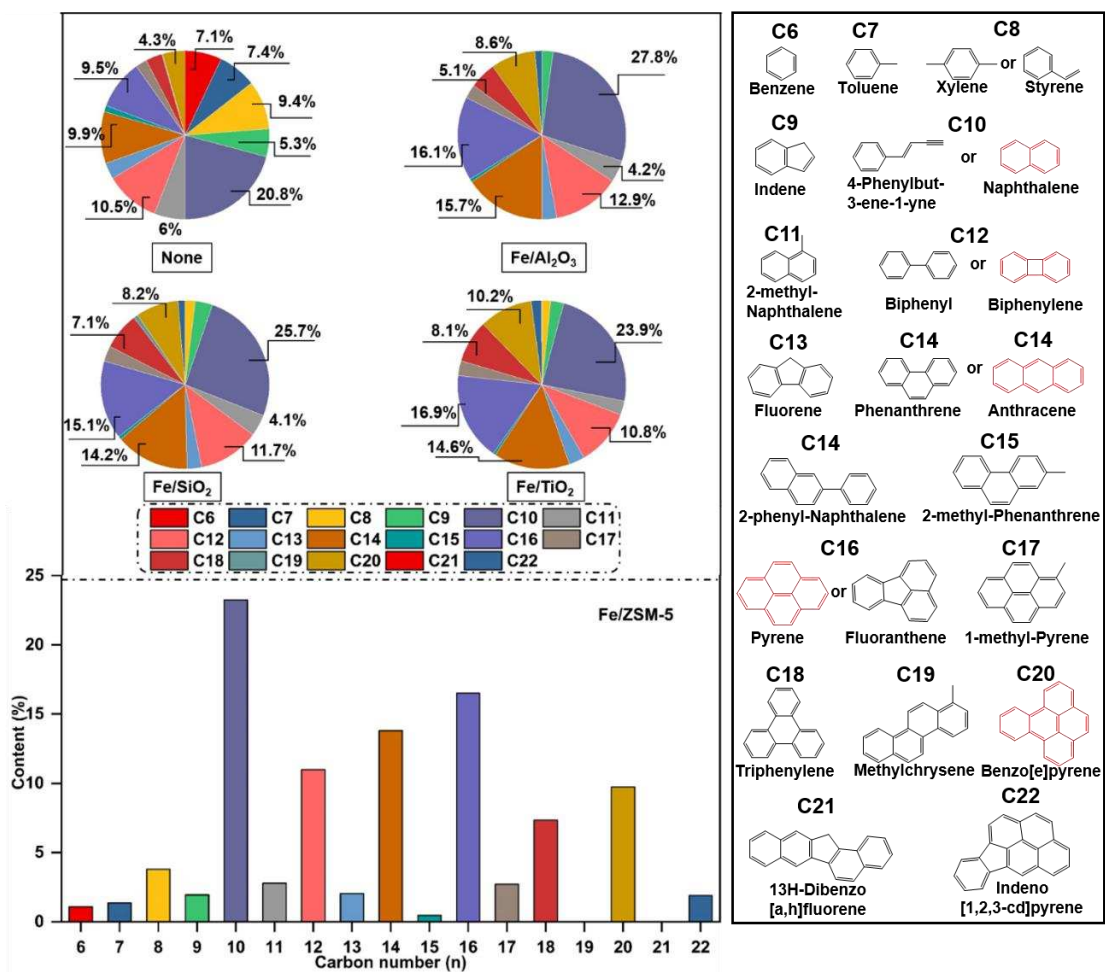 4.3%
7.1%
9.5%
7.4%
9.4%
9.9%
5.3%
10.5%
20.8%
6%
None
8.6%
27.8%
5.1%
16.1%
4.2%
15.7%
12.9%
Fe/Al₂O₃
8.2%
7.1%
25.7%
15.1%
4.1%
14.2%
11.7%
Fe/SiO₂
10.2%
8.1%
23.9%
16.9%
10.8%
14.6%
Fe/TiO₂
C6 C7 C8 C9 C10 C11
C12 C13 C14 C15 C16 C17
C18 C19 C20 C21 C22
Fe/ZSM-5
Content (%)
25
20
15
10
5
0
6 7 8 9 10 11 12 13 14 15 16 17 18 19 20 21 22
Carbon number (n)
C6 C7 C8
or
Benzene Toluene Xylene Styrene
C9 C10
or
Indene 4-Phenylbut-
3-ene-1-yne
Naphthalene
C11 C12
or
2-methyl-
Naphthalene
Biphenyl Biphenylene
C13 C14 C14
or
Fluorene Phenanthrene Anthracene
C14 C15
2-phenyl-Naphthalene 2-methyl-Phenanthrene
C16 C17
or
Pyrene Fluoranthene 1-methyl-Pyrene
C18 C19 C20
Triphenylene Methylchrysene Benzo[e]pyrene
C21 C22
13H-Dibenzo
[a,h]fluorene
Indeno
[1,2,3-cd]pyrene